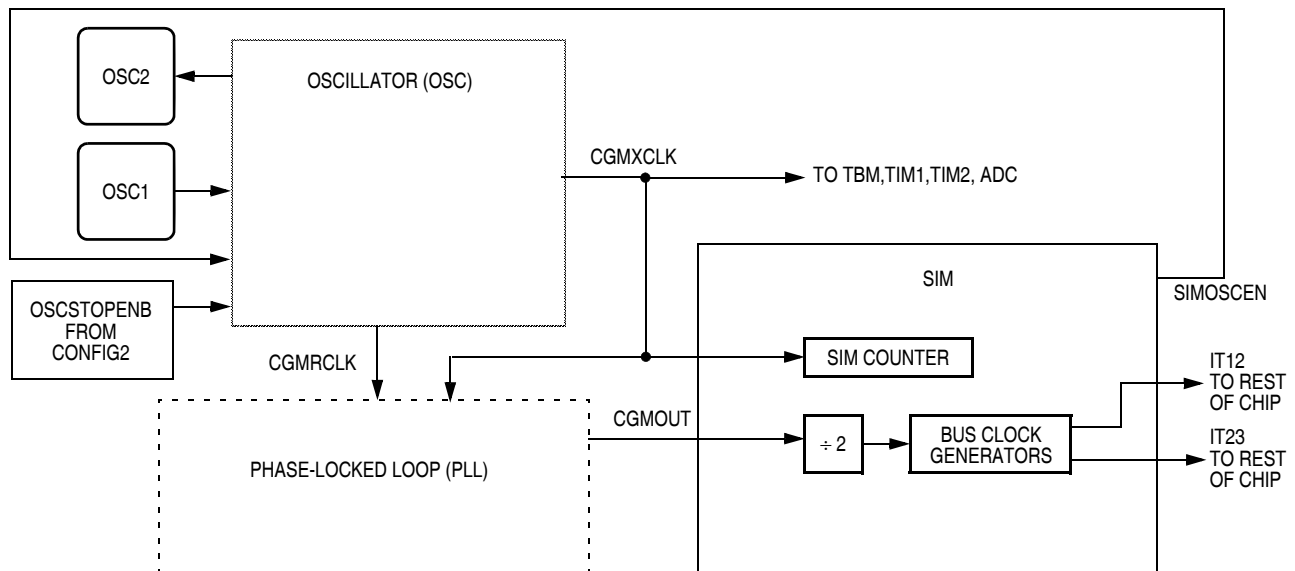 OSC2
OSCILLATOR (OSC)
CGMXCLK
TO TBM,TIM1,TIM2, ADC
OSC1
SIM
SIMOSCEN
OSCSTOPENB
FROM
CONFIG2
CGMRCLK
SIM COUNTER
IT12
TO REST
OF CHIP
CGMOUT
÷ 2
BUS CLOCK
GENERATORS
IT23
TO REST
OF CHIP
PHASE-LOCKED LOOP (PLL)